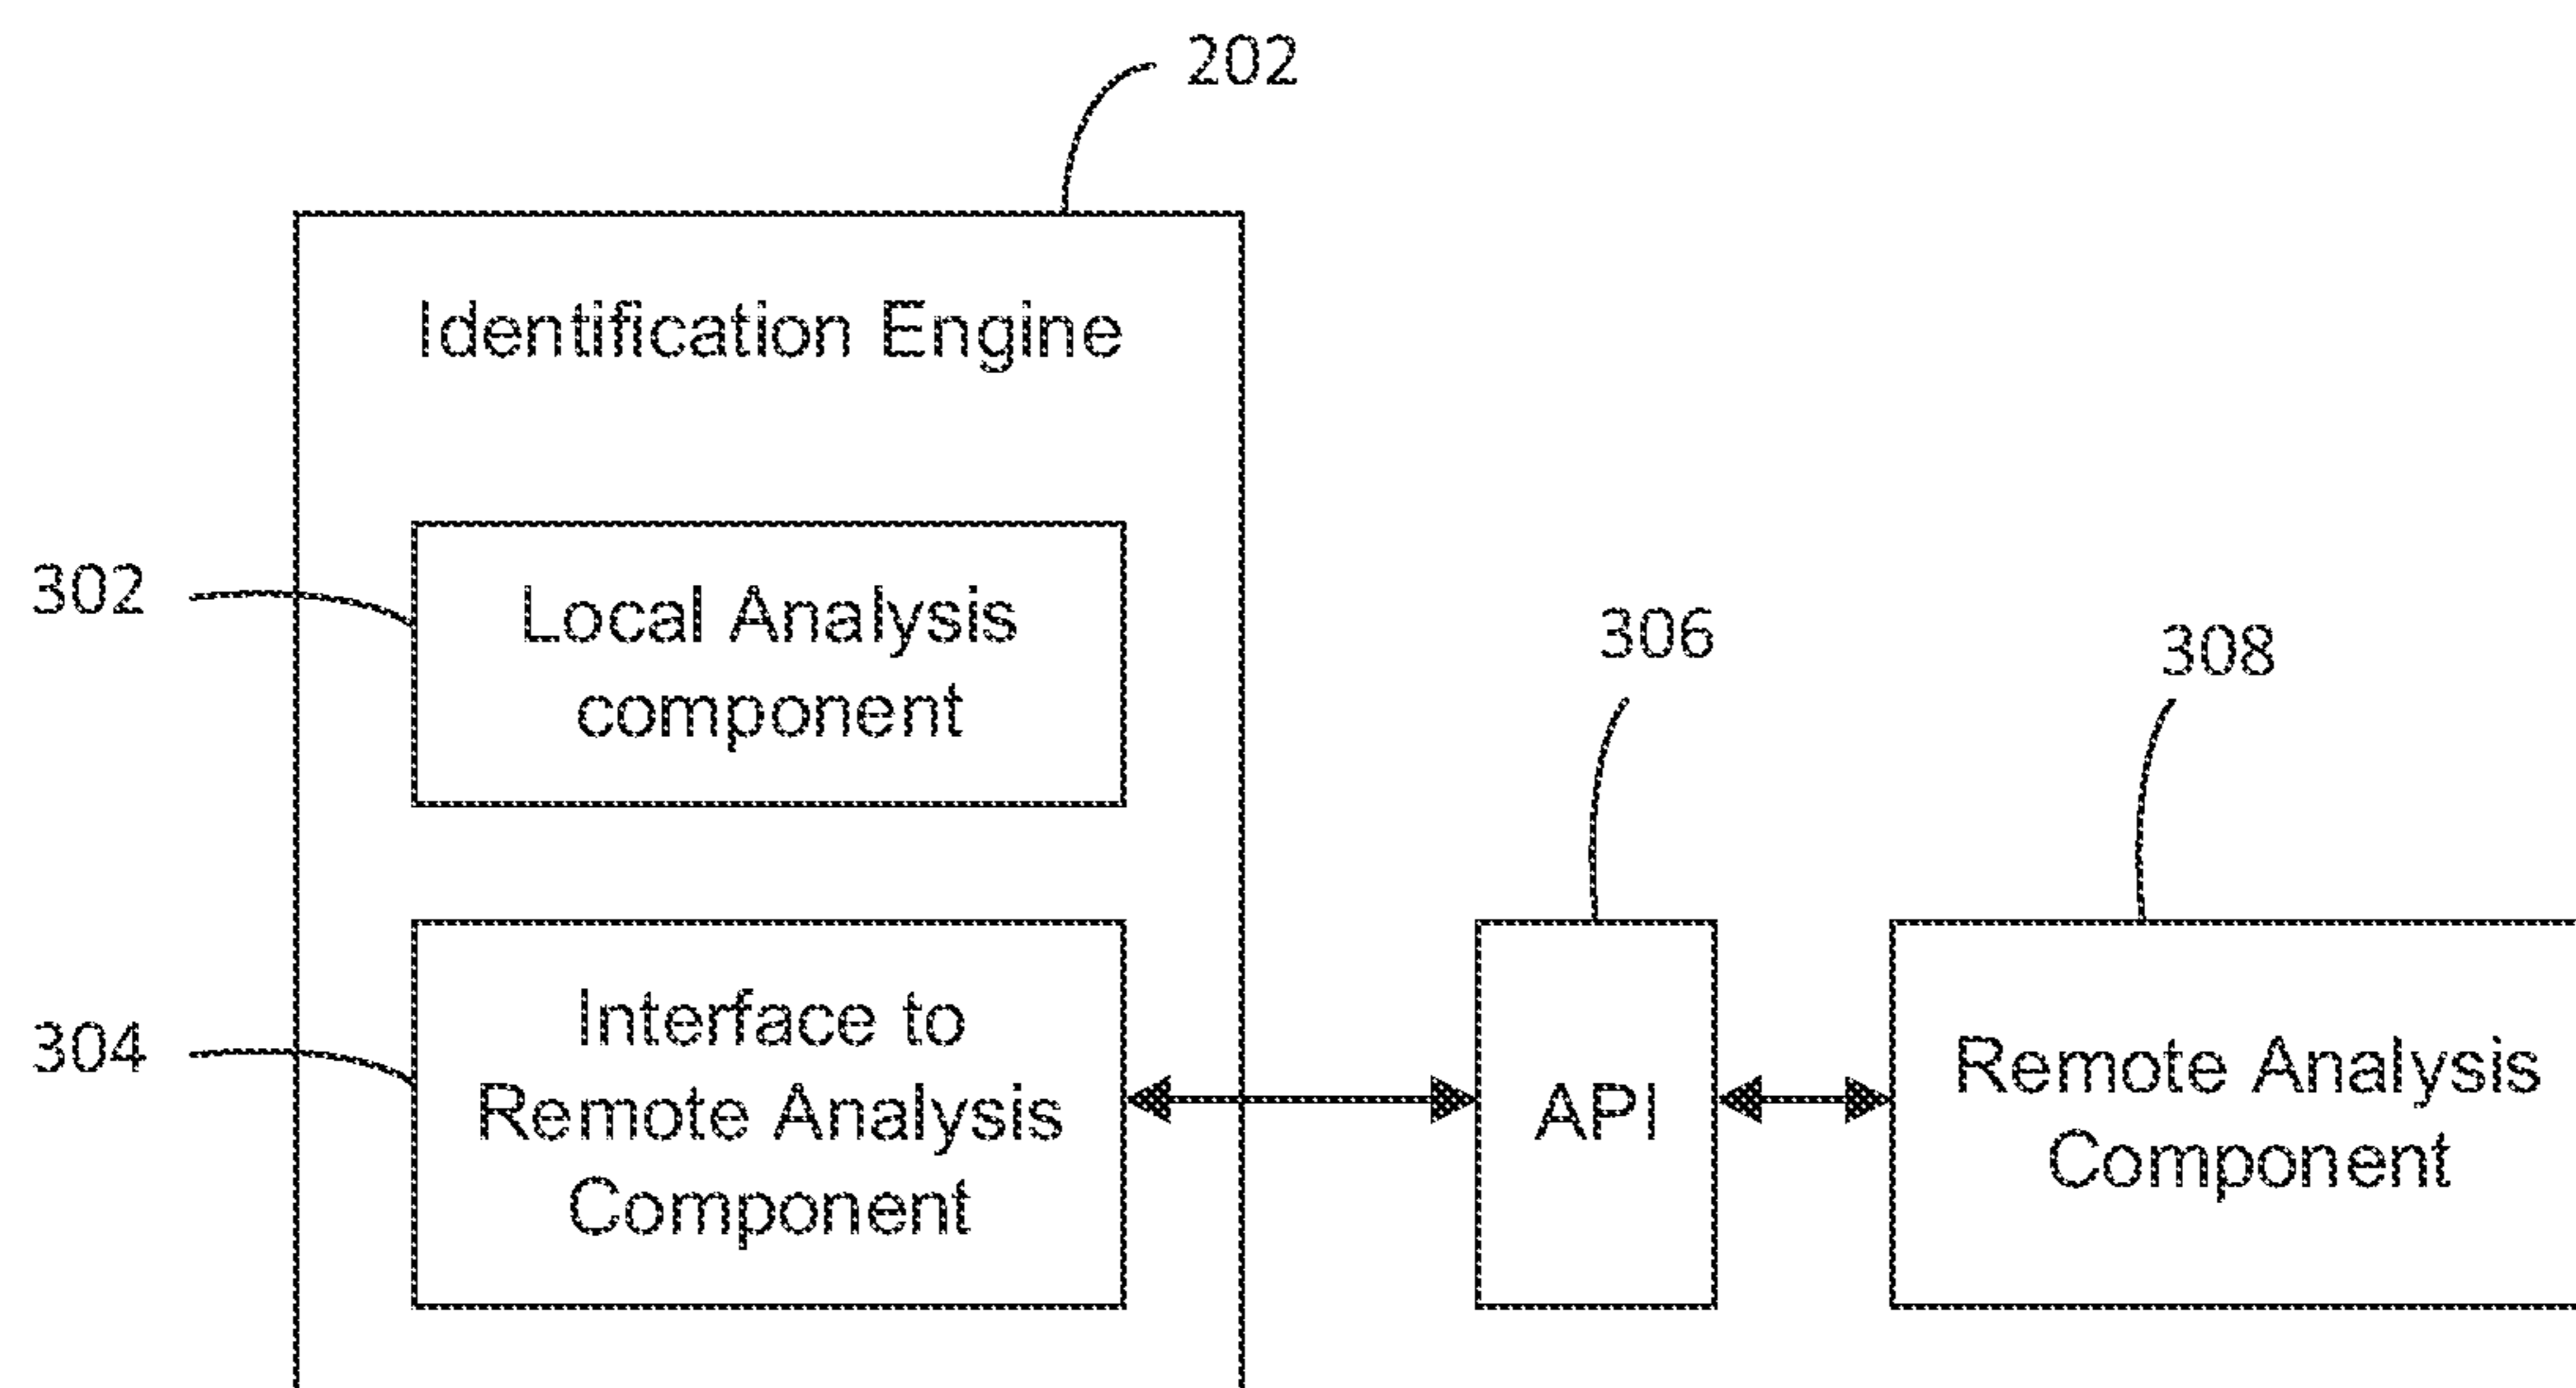 202
Identification Engine
302
Local Analysis
component
304
Interface to
Remote Analysis
Component
306
API
308
Remote Analysis
Component